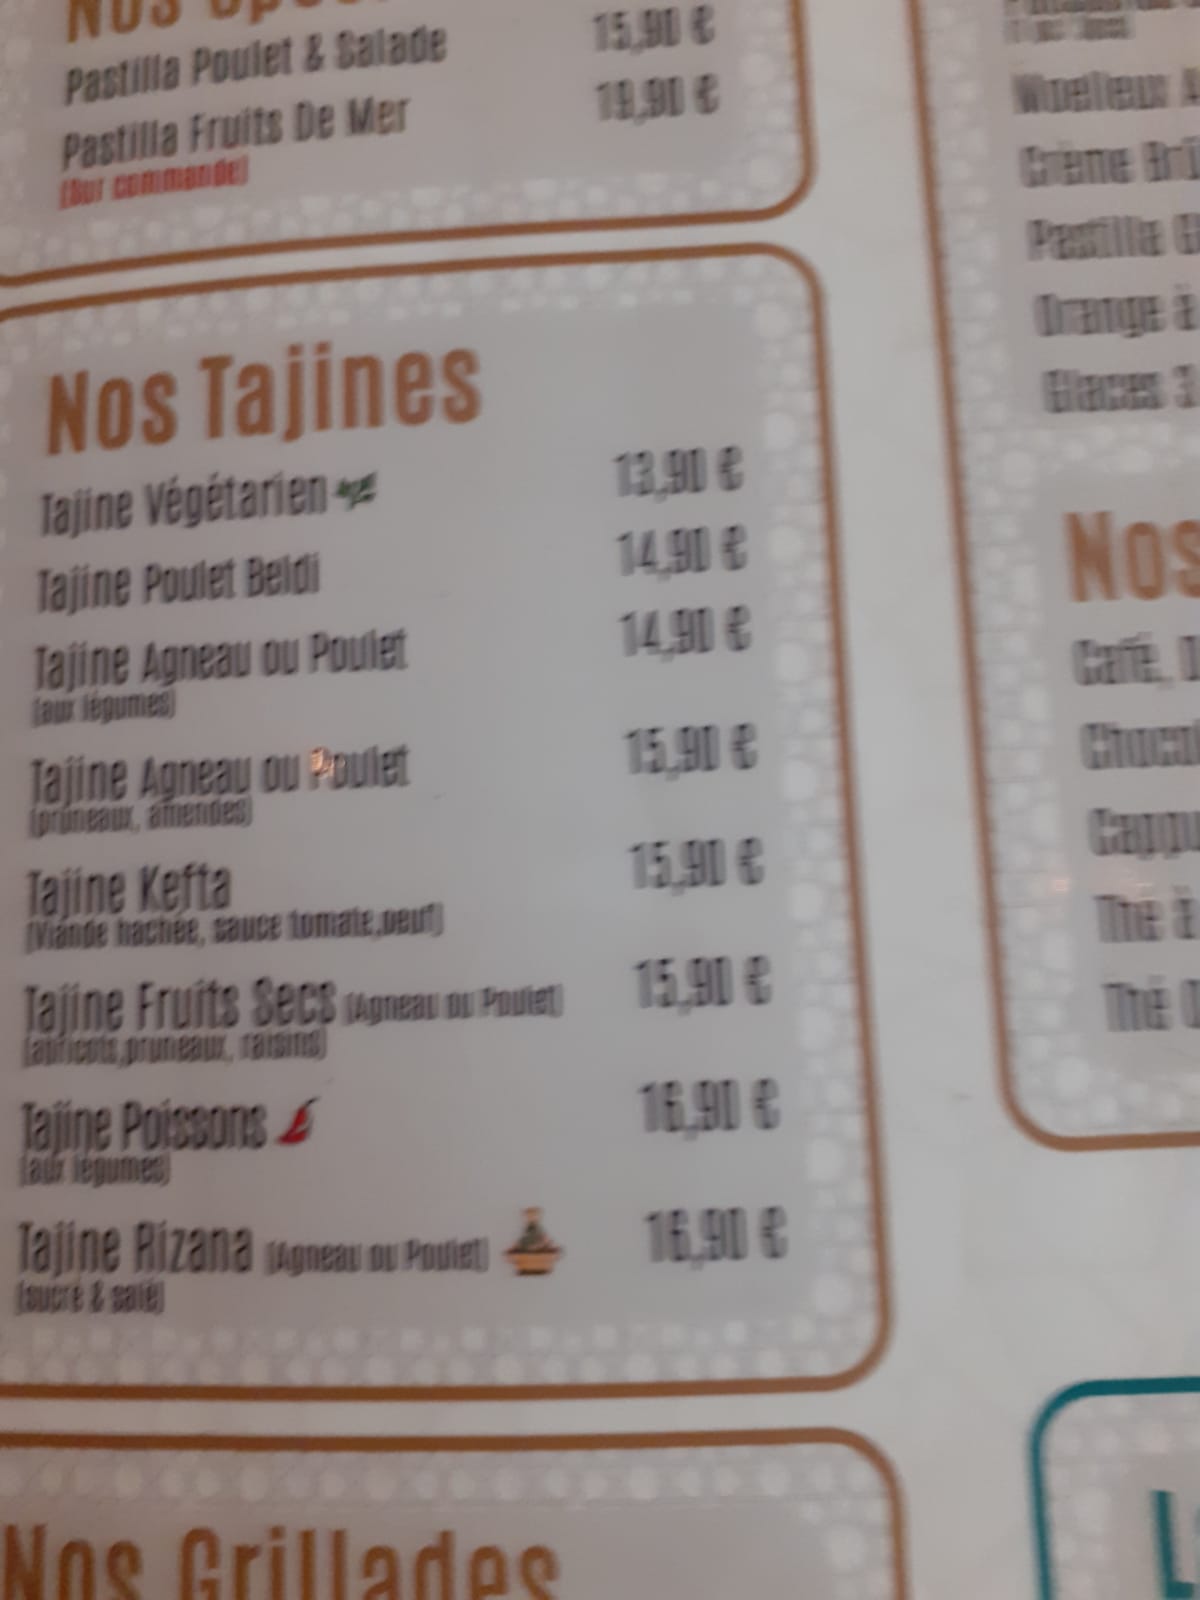 Nos
Pastilla Poulet & Salade 15,90 €
Pastilla Fruits De Mer 19,90 €
(Sur commande)
Nos Tajines
Tajine Végétarien 13,90 €
Tajine Poulet Beldi 14,90 €
Tajine Agneau ou Poulet 14,90 €
(aux légumes)
Tajine Agneau ou Poulet 15,90 €
(pruneaux, amendes)
Tajine Kefta 15,90 €
(Viande hachée, sauce tomate,oeuf)
Tajine Fruits Secs (Agneau ou Poulet) 15,90 €
(abricots,pruneaux, raisins)
Tajine Poissons 16,90 €
(aux légumes)
Tajine Rizana (Agneau ou Poulet) 16,90 €
(sucré & salé)
Nos Grillades
Moelleux
Crème
Pastilla
Orange à
Glaces 3
Nos
Café,
Thé à
Thé